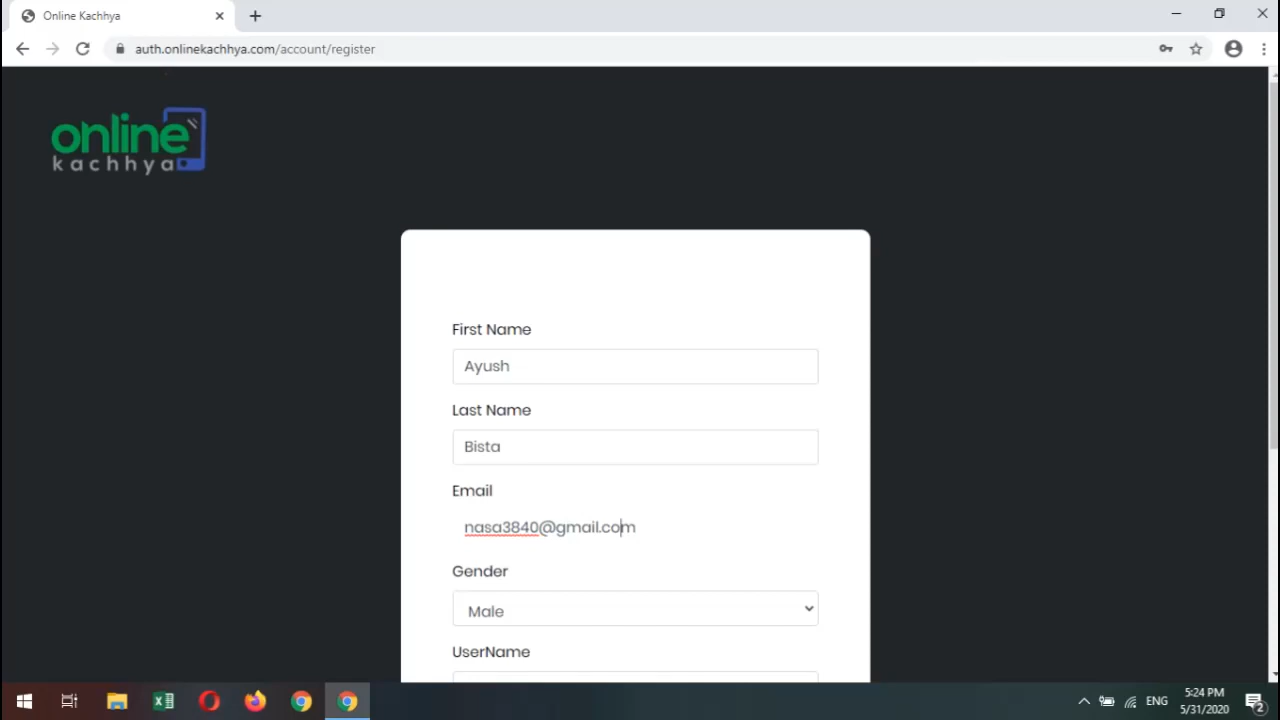 Online Kachhya
auth.onlinekachhya.com/account/register
online
kachhya
First Name
Ayush
Last Name
Bista
Email
nasa3840@gmail.com
Gender
Male
UserName
ENG
5:24 PM
5/31/2020
2